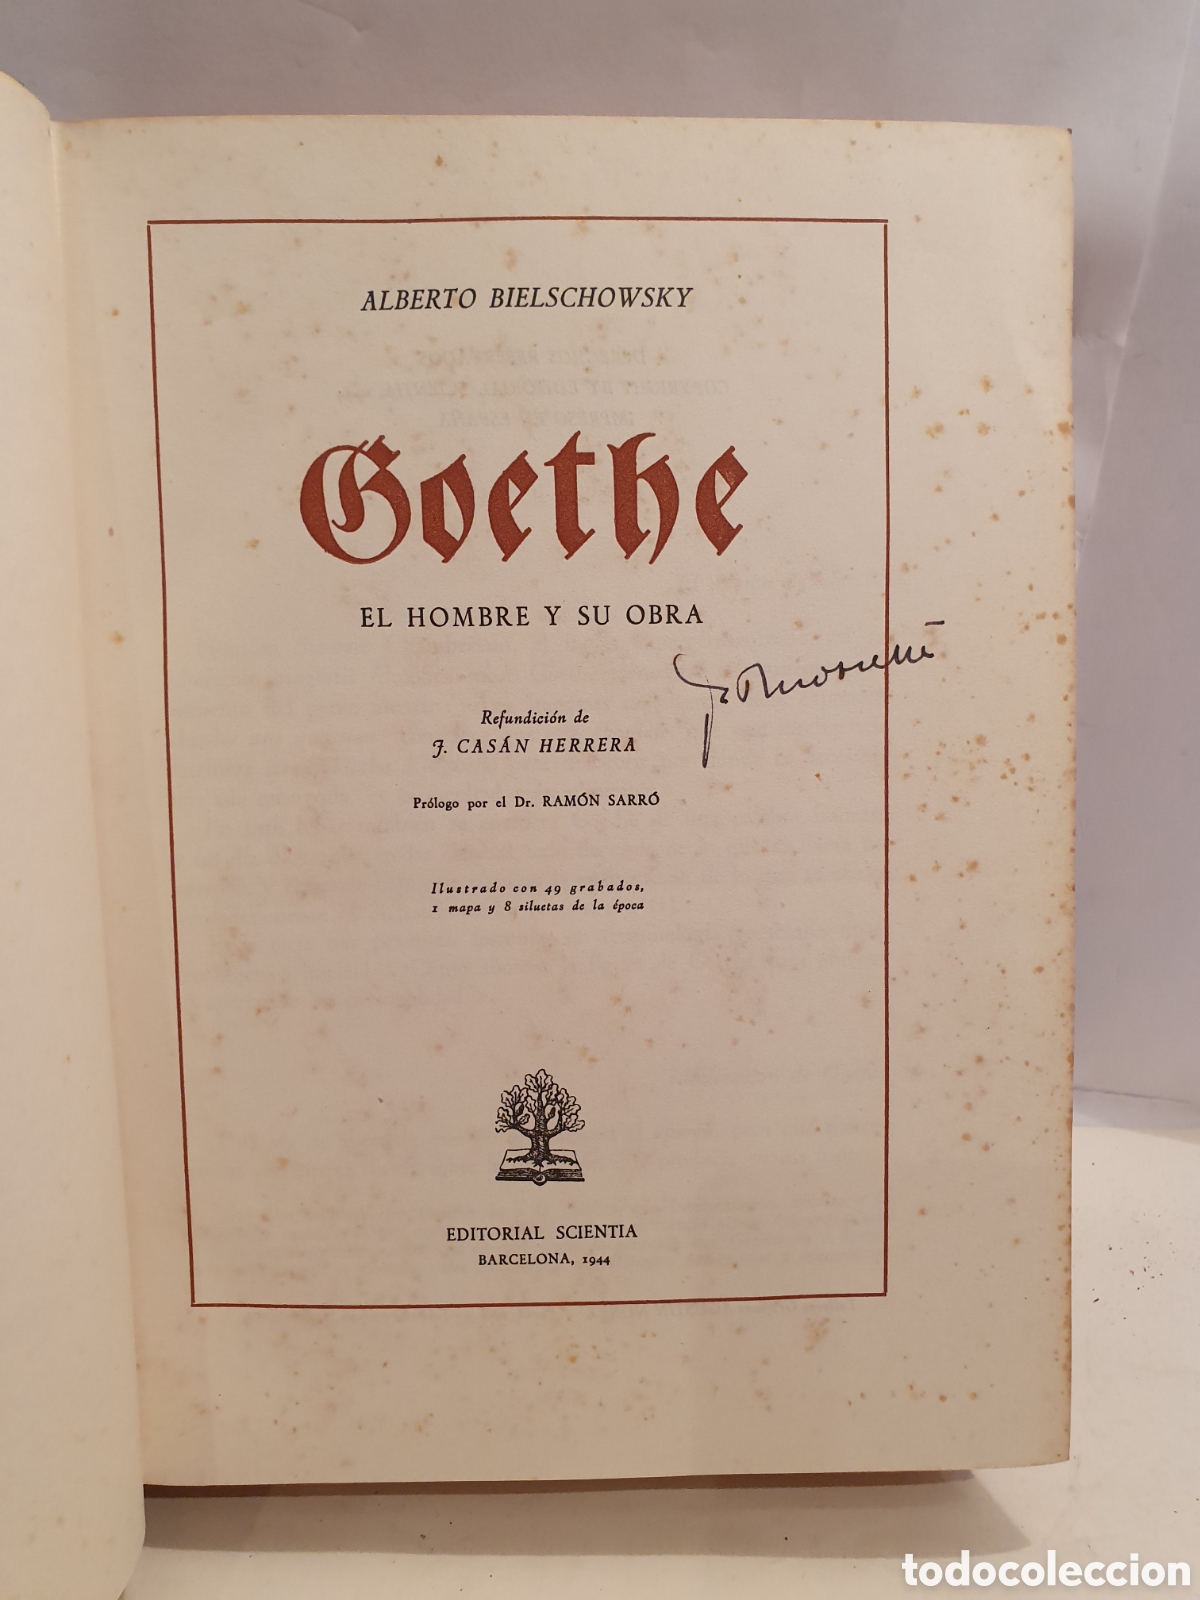 ALBERTO BIELSCHOWSKY
Goethe
EL HOMBRE Y SU OBRA
Refundición de
J. CASÁN HERRERA
Prólogo por el Dr. RAMÓN SARRÓ
Ilustrado con 49 grabados,
1 mapa y 8 siluetas de la época
EDITORIAL SCIENTIA
BARCELONA, 1944
todocoleccion